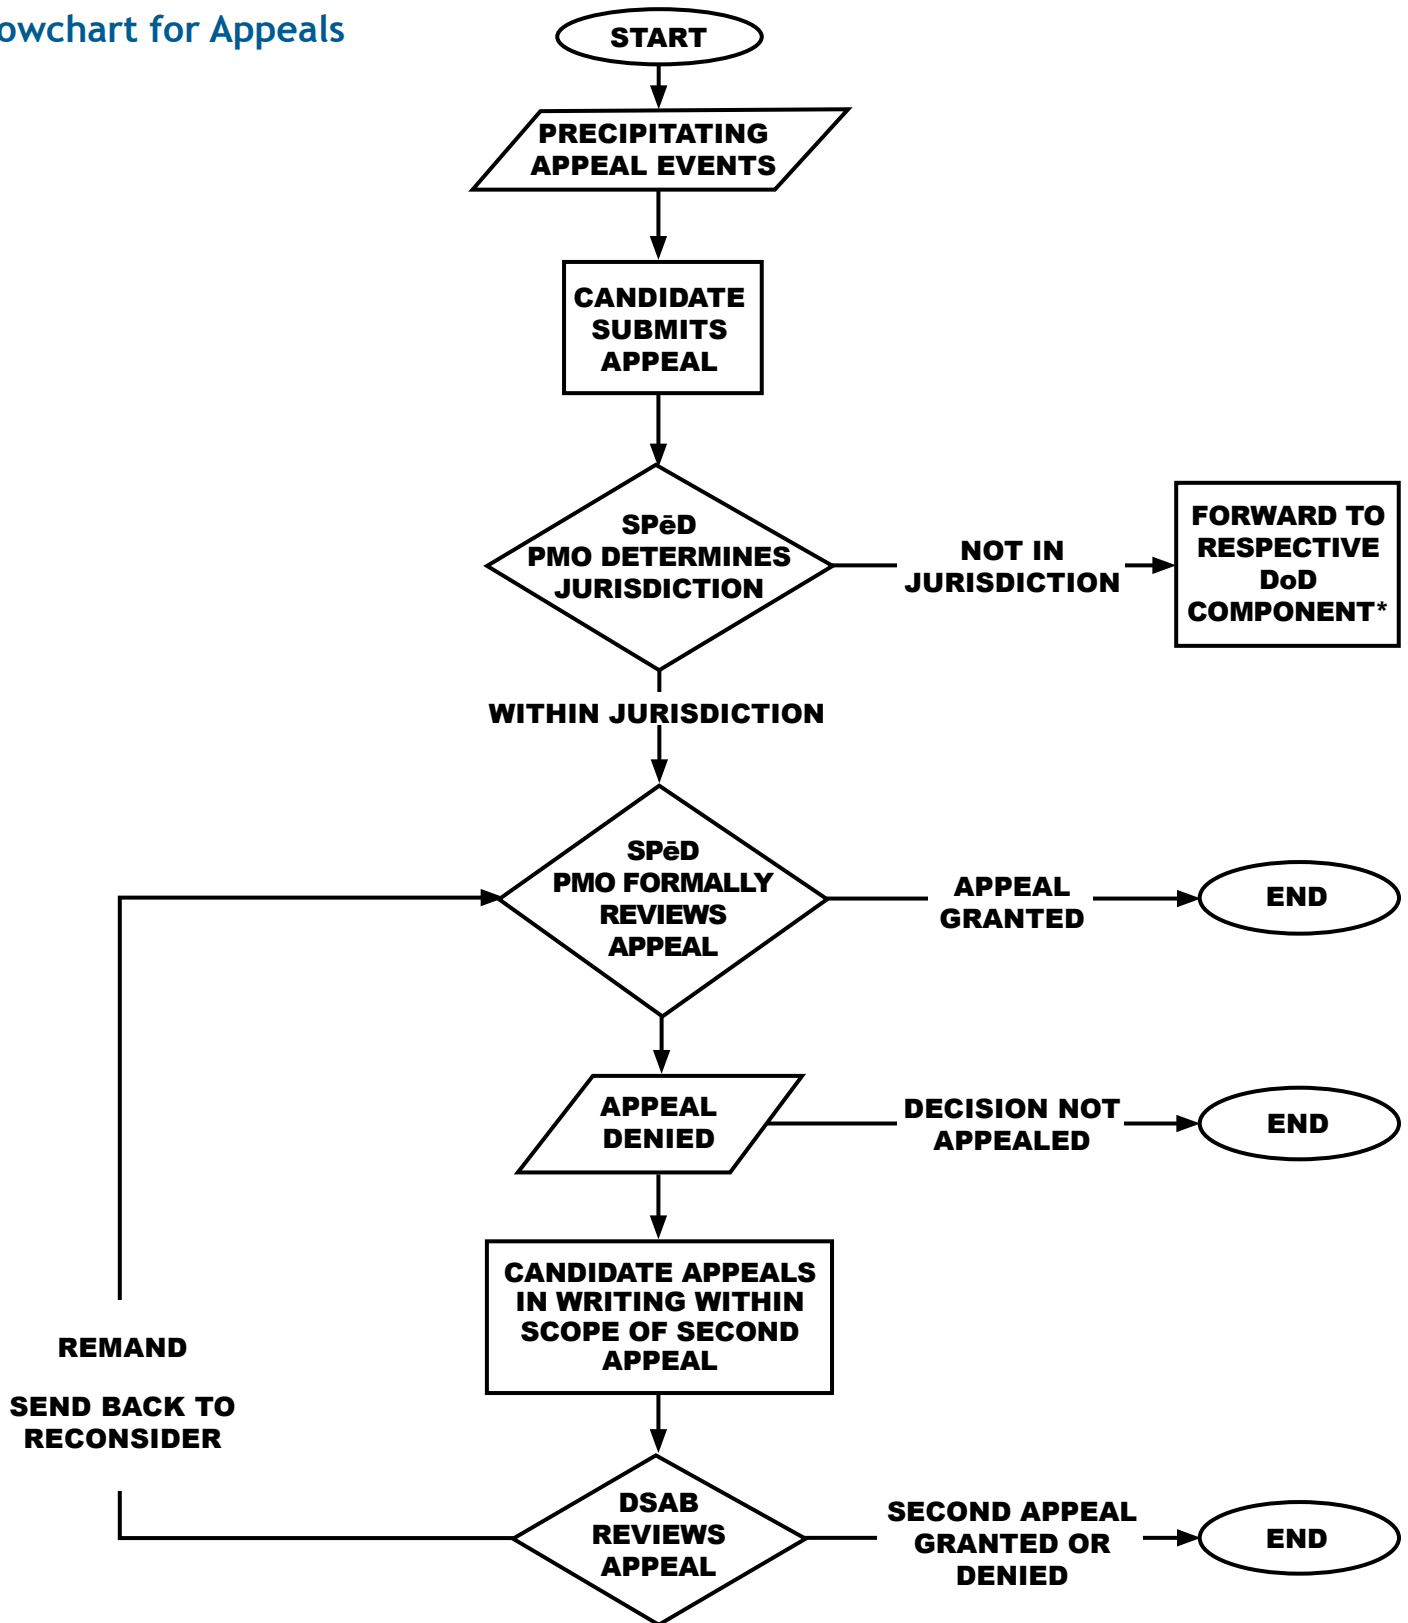 owchart for Appeals
START
PRECIPITATING
APPEAL EVENTS
CANDIDATE
SUBMITS
APPEAL
SPēD
PMO DETERMINES
JURISDICTION
NOT IN
JURISDICTION
FORWARD TO
RESPECTIVE
DoD
COMPONENT*
WITHIN JURISDICTION
SPēD
PMO FORMALLY
REVIEWS
APPEAL
APPEAL
GRANTED
END
APPEAL
DENIED
DECISION NOT
APPEALED
END
CANDIDATE APPEALS
IN WRITING WITHIN
SCOPE OF SECOND
APPEAL
REMAND
SEND BACK TO
RECONSIDER
DSAB
REVIEWS
APPEAL
SECOND APPEAL
GRANTED OR
DENIED
END